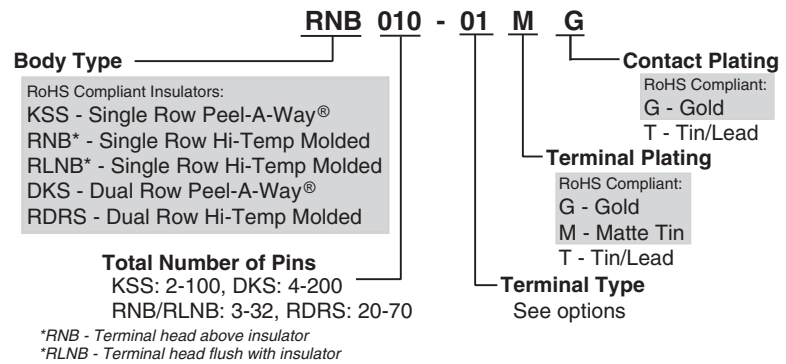 RNB 010 - 01 M G
Body Type
RoHS Compliant Insulators:
KSS - Single Row Peel-A-Way®
RNB* - Single Row Hi-Temp Molded
RLNB* - Single Row Hi-Temp Molded
DKS - Dual Row Peel-A-Way®
RDRS - Dual Row Hi-Temp Molded
Total Number of Pins
KSS: 2-100, DKS: 4-200
RNB/RLNB: 3-32, RDRS: 20-70
*RNB - Terminal head above insulator
*RLNB - Terminal head flush with insulator
Contact Plating
RoHS Compliant:
G - Gold
T - Tin/Lead
Terminal Plating
RoHS Compliant:
G - Gold
M - Matte Tin
T - Tin/Lead
Terminal Type
See options